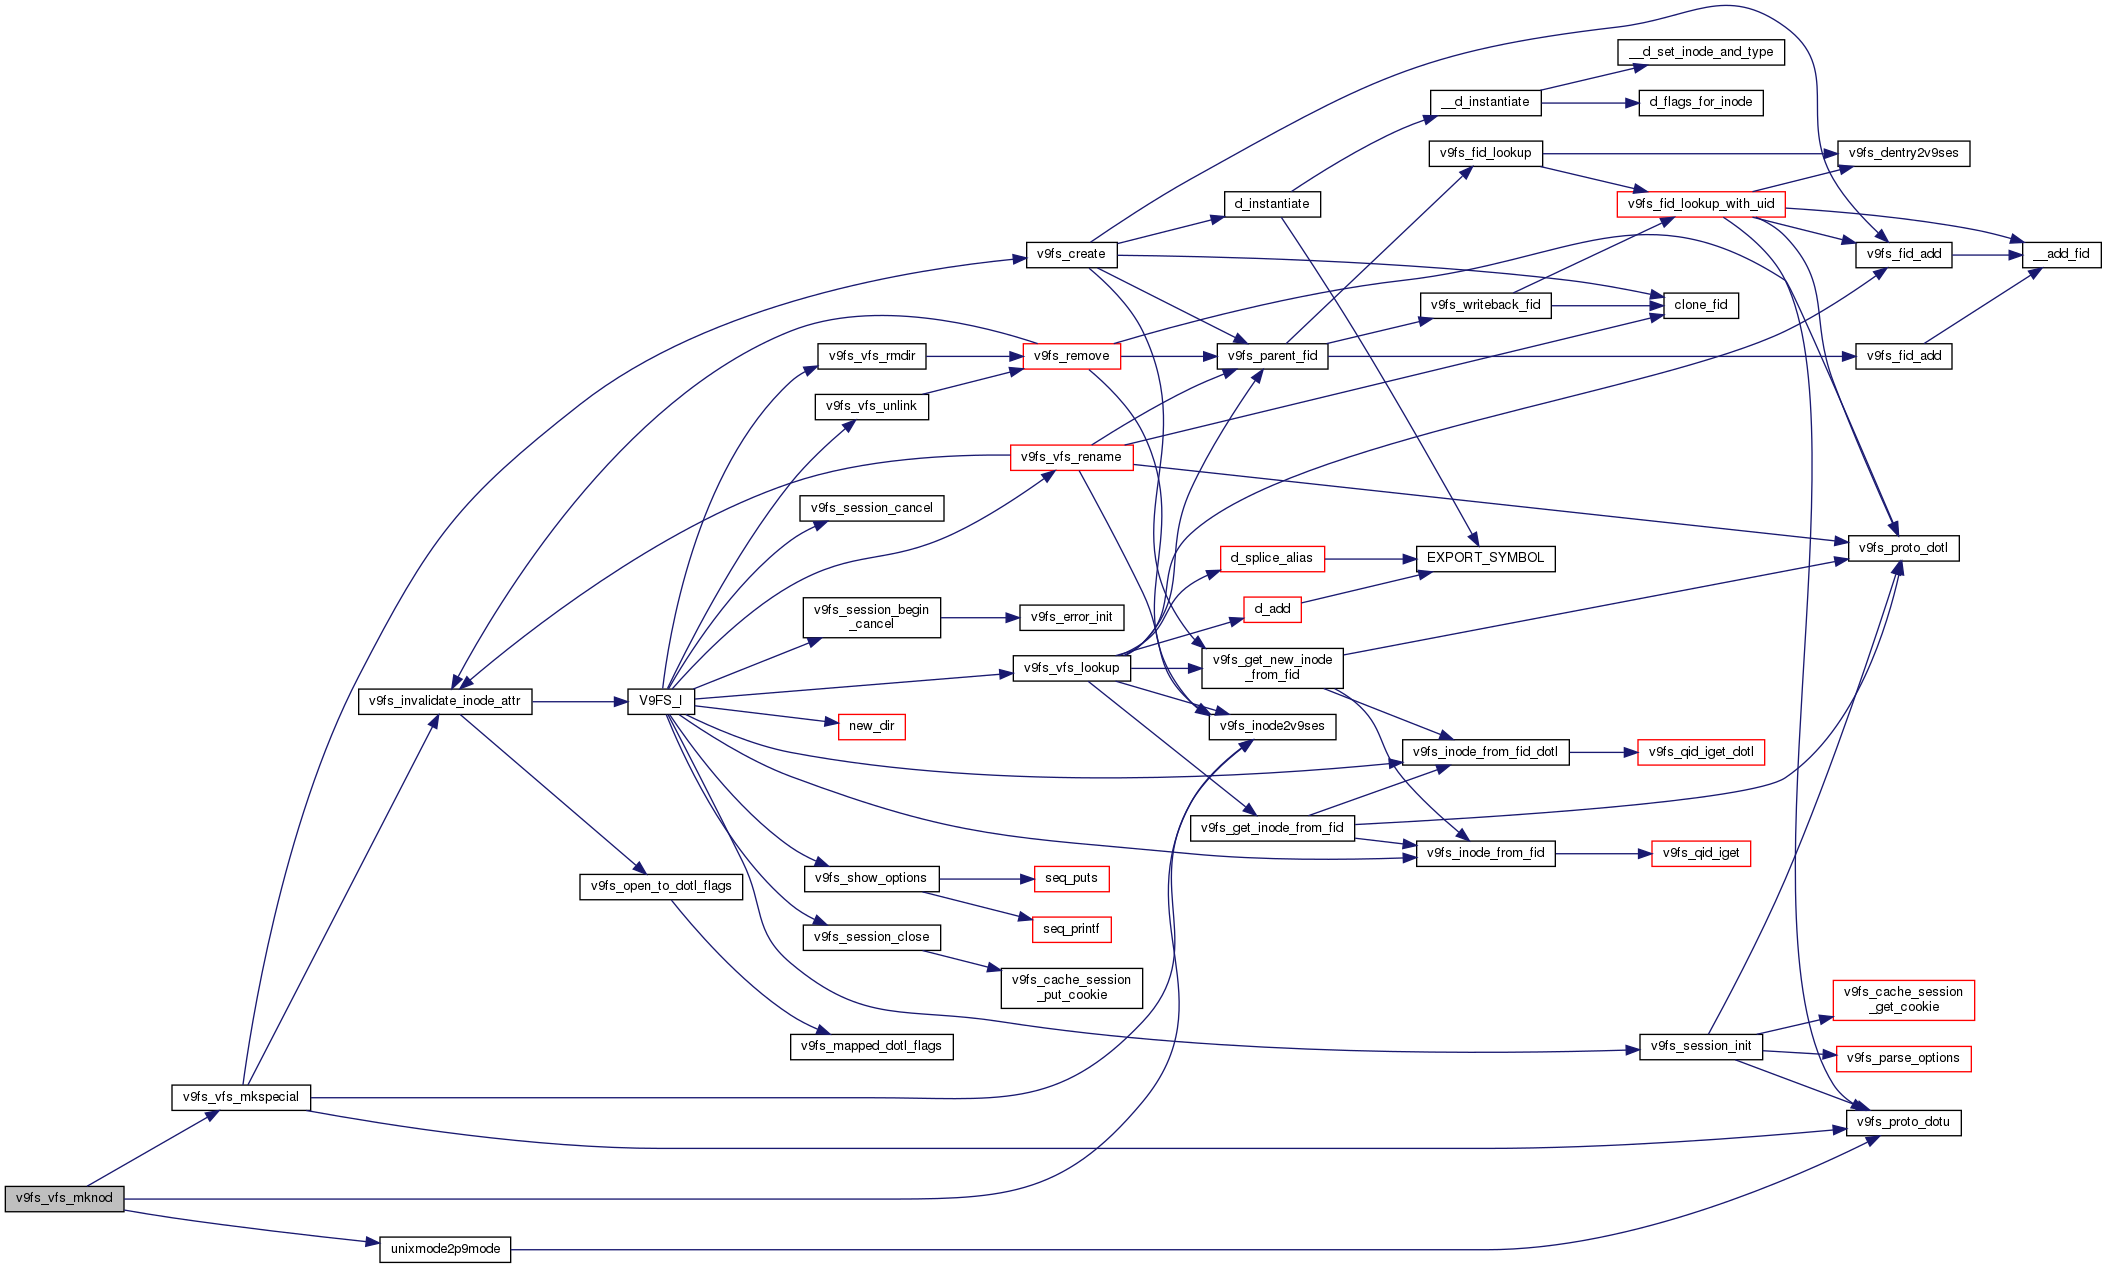 __d_set_inode_and_type
__d_instantiate
d_flags_for_inode
v9fs_fid_lookup
v9fs_dentry2v9ses
d_instantiate
v9fs_fid_lookup_with_uid
v9fs_create
v9fs_fid_add
__add_fid
v9fs_writeback_fid
clone_fid
v9fs_vfs_rmdir
v9fs_remove
v9fs_parent_fid
v9fs_fid_add
v9fs_vfs_unlink
v9fs_vfs_rename
v9fs_session_cancel
v9fs_proto_dotl
d_splice_alias
EXPORT_SYMBOL
v9fs_session_begin
_cancel
v9fs_error_init
d_add
v9fs_vfs_lookup
v9fs_get_new_inode
_from_fid
v9fs_invalidate_inode_attr
V9FS_I
new_dir
v9fs_inode2v9ses
v9fs_inode_from_fid_dotl
v9fs_qid_iget_dotl
v9fs_get_inode_from_fid
v9fs_inode_from_fid
v9fs_qid_iget
v9fs_open_to_dotl_flags
v9fs_show_options
seq_puts
seq_printf
v9fs_session_close
v9fs_cache_session
_put_cookie
v9fs_cache_session
_get_cookie
v9fs_mapped_dotl_flags
v9fs_session_init
v9fs_parse_options
v9fs_vfs_mkspecial
v9fs_proto_dotu
v9fs_vfs_mknod
unixmode2p9mode